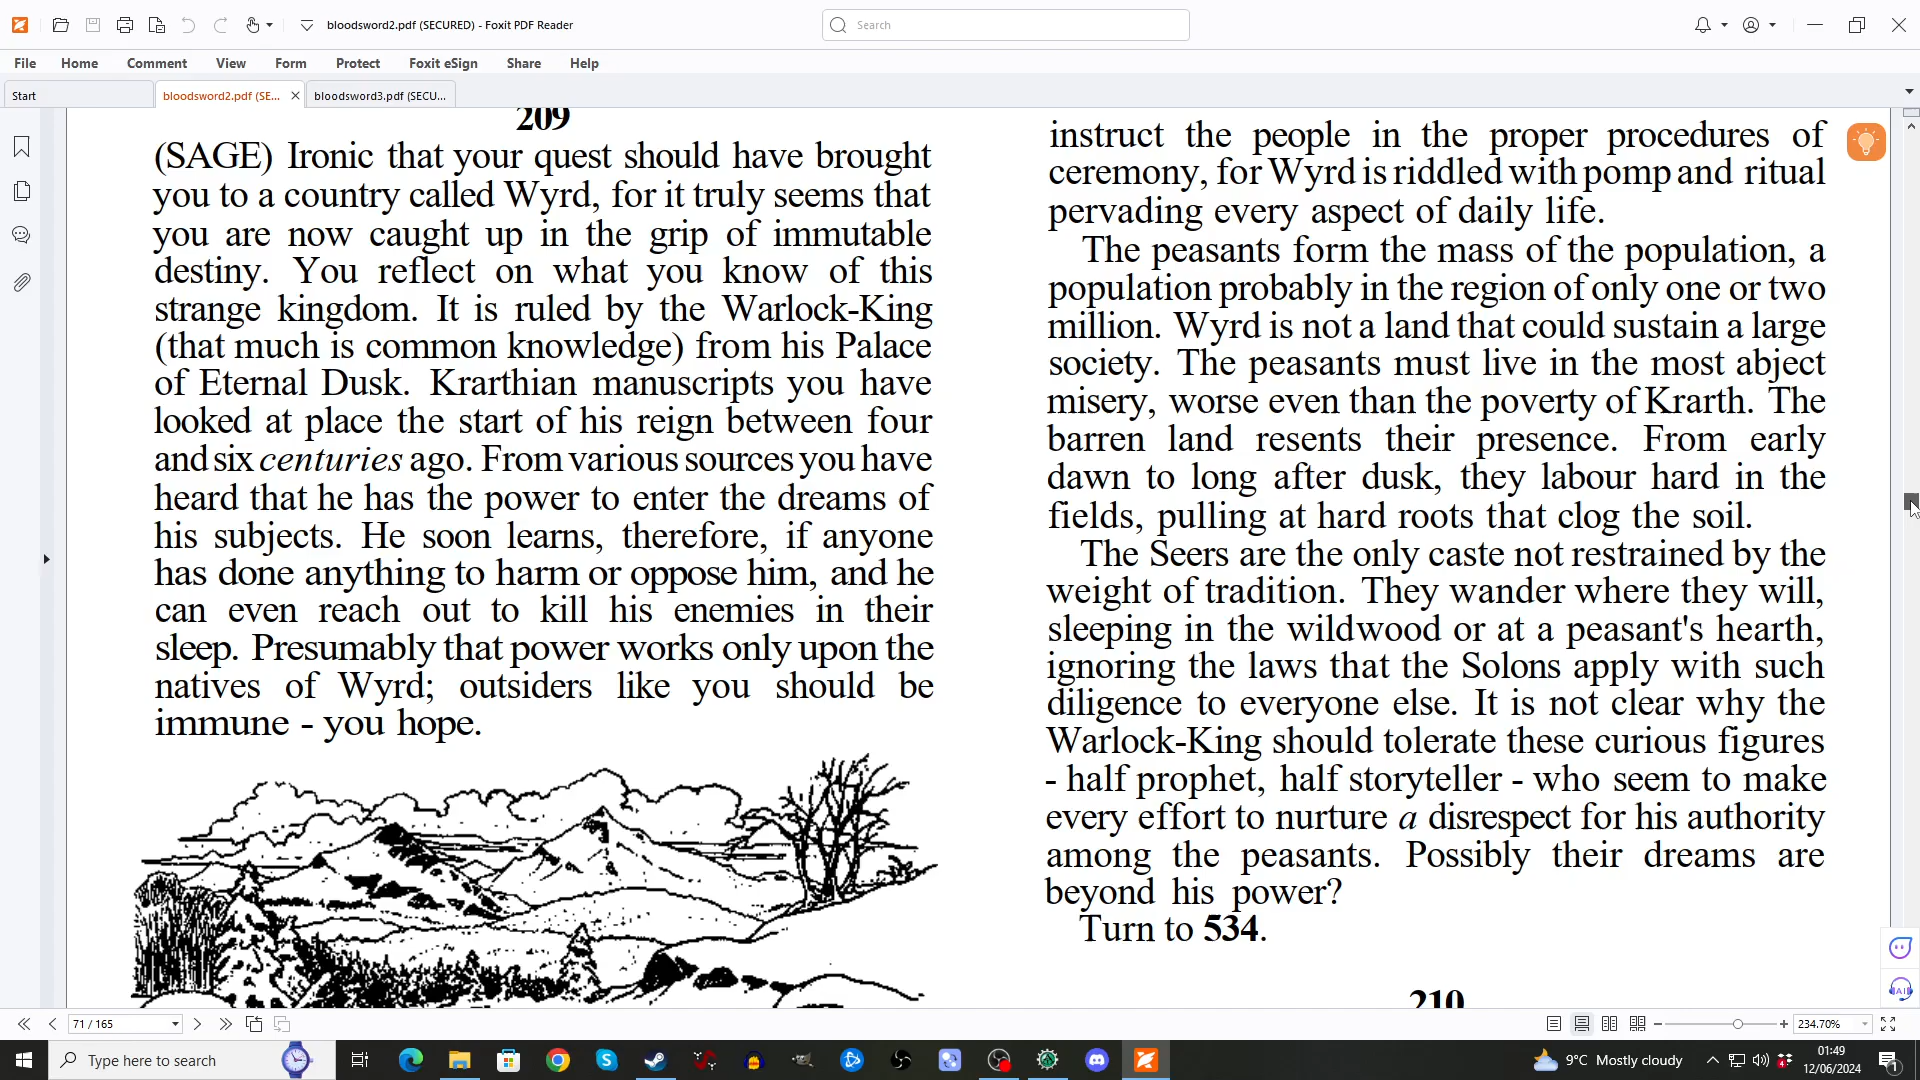 bloodsword2.pdf (SECURED) - Foxit PDF Reader
Search
File Home Comment View Form Protect Foxit eSign Share Help
Start
bloodsword2.pdf (SE...
bloodsword3.pdf (SECU...
209
(SAGE) Ironic that your quest should have brought
you to a country called Wyrd, for it truly seems that
you are now caught up in the grip of immutable
destiny. You reflect on what you know of this
strange kingdom. It is ruled by the Warlock-King
(that much is common knowledge) from his Palace
of Eternal Dusk. Krarthian manuscripts you have
looked at place the start of his reign between four
and six centuries ago. From various sources you have
heard that he has the power to enter the dreams of
his subjects. He soon learns, therefore, if anyone
has done anything to harm or oppose him, and he
can even reach out to kill his enemies in their
sleep. Presumably that power works only upon the
natives of Wyrd; outsiders like you should be
immune - you hope.
instruct the people in the proper procedures of
ceremony, for Wyrd is riddled with pomp and ritual
pervading every aspect of daily life.
The peasants form the mass of the population, a
population probably in the region of only one or two
million. Wyrd is not a land that could sustain a large
society. The peasants must live in the most abject
misery, worse even than the poverty of Krarth. The
barren land resents their presence. From early
dawn to long after dusk, they labour hard in the
fields, pulling at hard roots that clog the soil.
The Seers are the only caste not restrained by the
weight of tradition. They wander where they will,
sleeping in the wildwood or at a peasant's hearth,
ignoring the laws that the Solons apply with such
diligence to everyone else. It is not clear why the
Warlock-King should tolerate these curious figures
- half prophet, half storyteller - who seem to make
every effort to nurture a disrespect for his authority
among the peasants. Possibly their dreams are
beyond his power?
Turn to 534.
210
71 / 165
234.70%
Type here to search
9°C Mostly cloudy
01:49
12/06/2024
1
AI